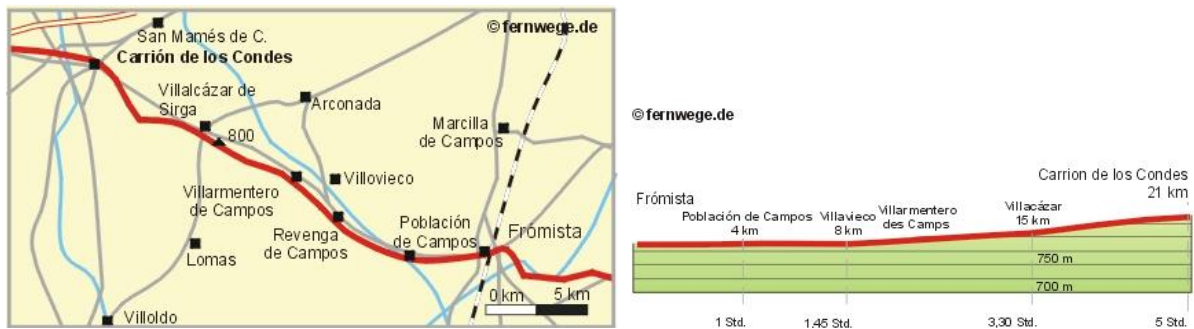 © fernwege.de
San Mamés de C.
Carrión de los Condes
Villalcázar de
Sirga
800
Arconada
Marcilla
de Campos
Villovieco
Villarmentero
de Campos
Revenga
de Campos
Población
de Campos
Frómista
Lomas
Villoldo
0 km 5 km
© fernwege.de
Carrion de los Condes
21 km
Frómista
Población de Campos
4 km
Villavieco
8 km
Villarmentero
des Camps
Villacázar
15 km
750 m
700 m
1 Std. 1,45 Std. 3,30 Std. 5 Std.